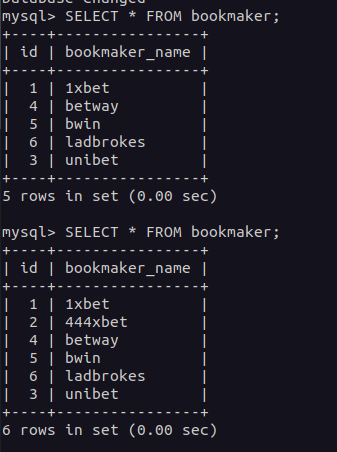 Database changed
mysql> SELECT * FROM bookmaker;
+----+----------------+
| id | bookmaker_name |
+----+----------------+
|  1 | 1xbet          |
|  4 | betway         |
|  5 | bwin           |
|  6 | ladbrokes      |
|  3 | unibet         |
+----+----------------+
5 rows in set (0.00 sec)

mysql> SELECT * FROM bookmaker;
+----+----------------+
| id | bookmaker_name |
+----+----------------+
|  1 | 1xbet          |
|  2 | 444xbet        |
|  4 | betway         |
|  5 | bwin           |
|  6 | ladbrokes      |
|  3 | unibet         |
+----+----------------+
6 rows in set (0.00 sec)